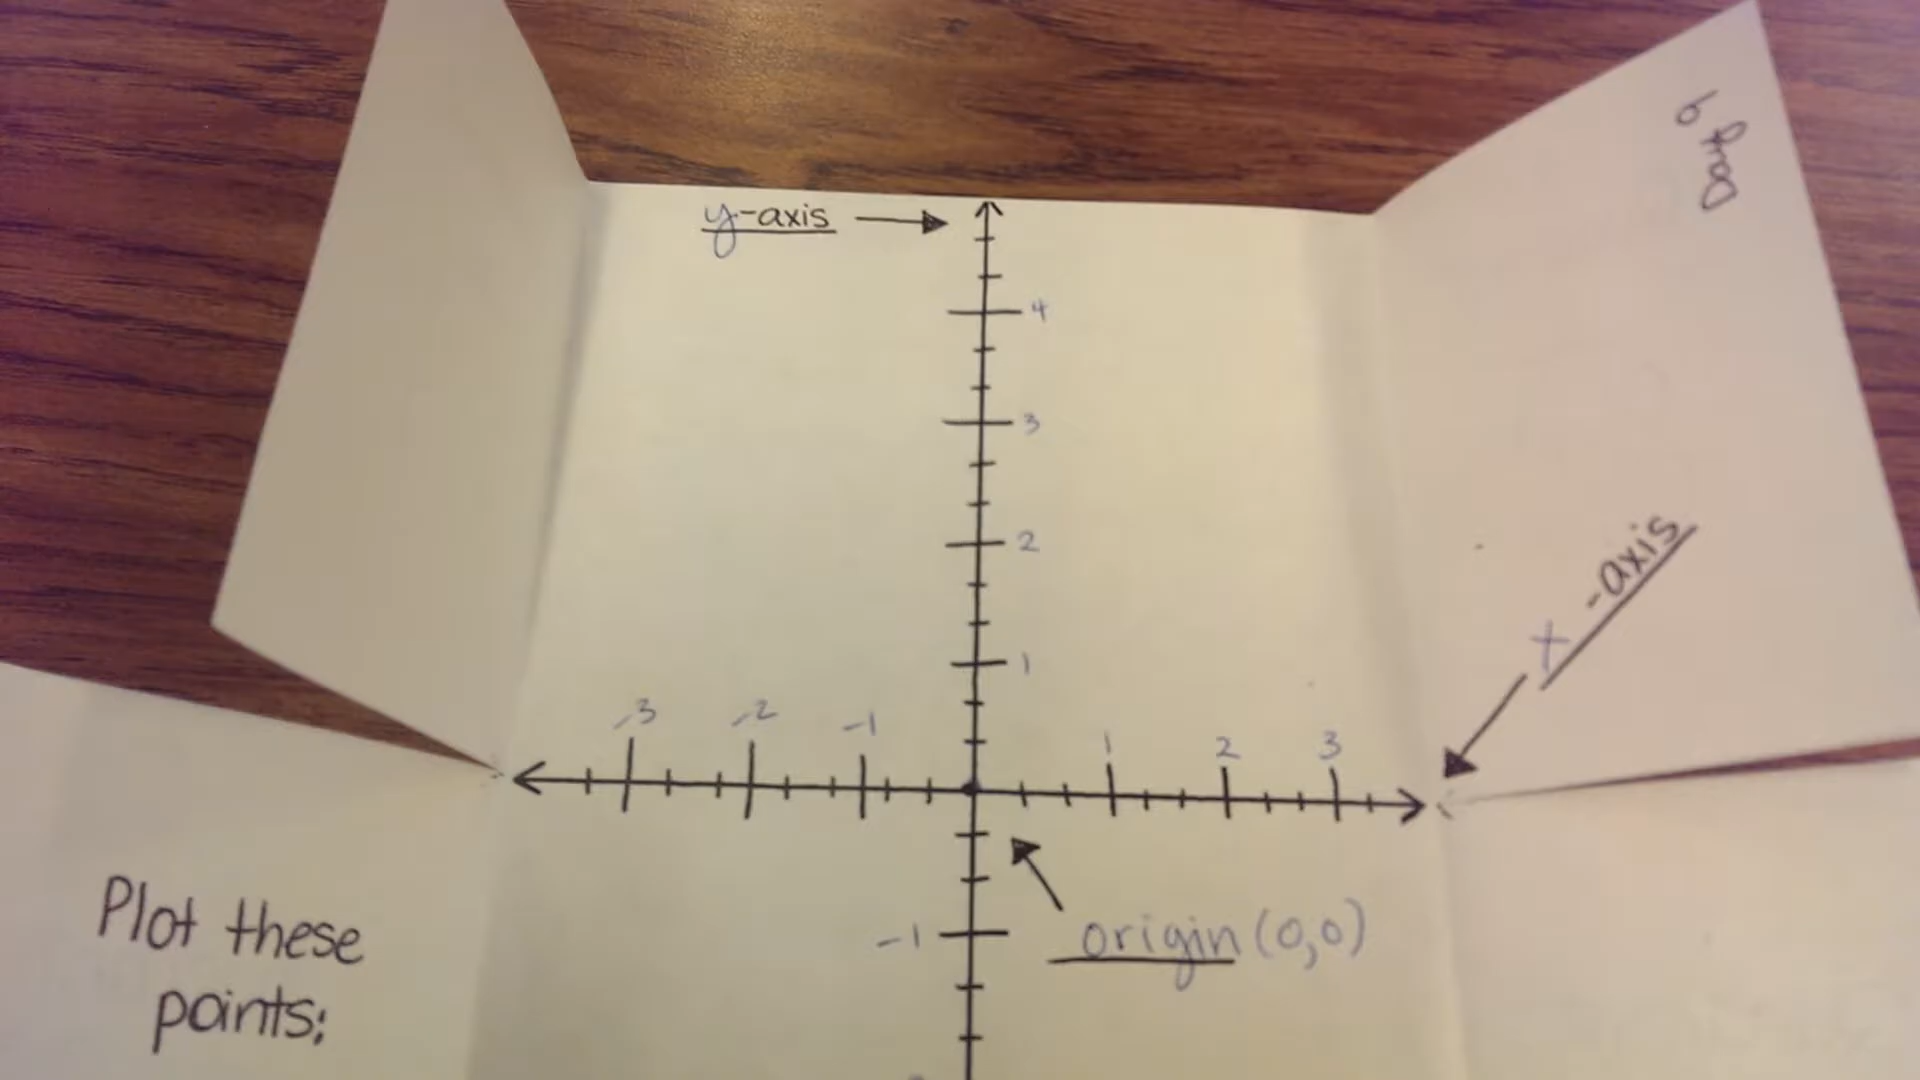 Day 9
y-axis
4
3
2
1
x-axis
-3 -2 -1 1 2 3
-1
origin (0,0)
Plot these
points: